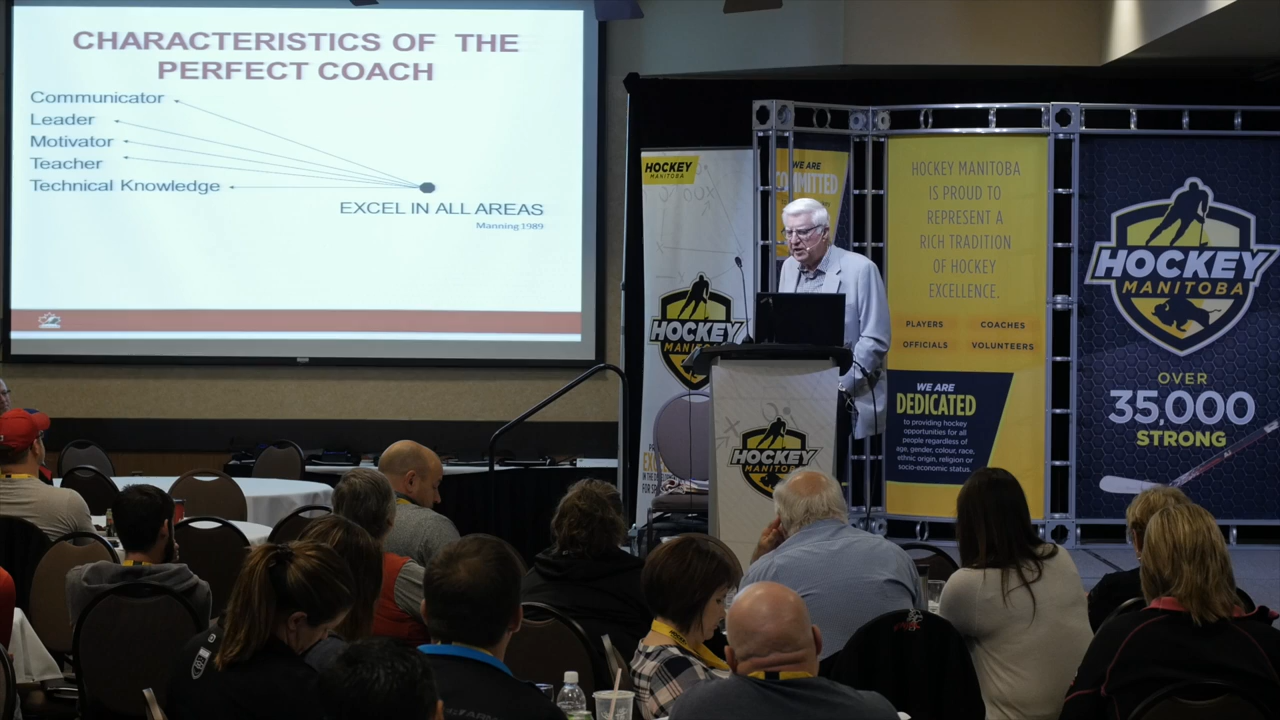 CHARACTERISTICS OF THE
PERFECT COACH
Communicator
Leader
Motivator
Teacher
Technical Knowledge
EXCEL IN ALL AREAS
Manning 1989
HOCKEY
MANITOBA
HOCKEY
WE ARE
COMMITTED
HOCKEY MANITOBA
IS PROUD TO
REPRESENT A
RICH TRADITION
OF HOCKEY
EXCELLENCE.
PLAYERS COACHES
OFFICIALS VOLUNTEERS
WE ARE
DEDICATED
to providing hockey
opportunities for all
people regardless of
age, gender, colour, race,
ethnic origin, religion or
socio-economic status.
HOCKEY
MANITOBA
OVER
35,000
STRONG
HOCKEY